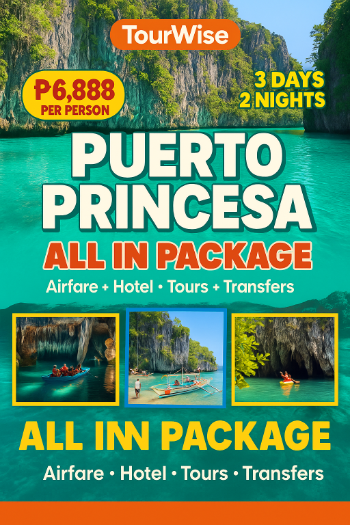 TourWise
₱6,888
PER PERSON
3 DAYS
2 NIGHTS
PUERTO
PRINCESA
ALL IN PACKAGE
Airfare + Hotel • Tours + Transfers
ALL INN PACKAGE
Airfare • Hotel • Tours • Transfers